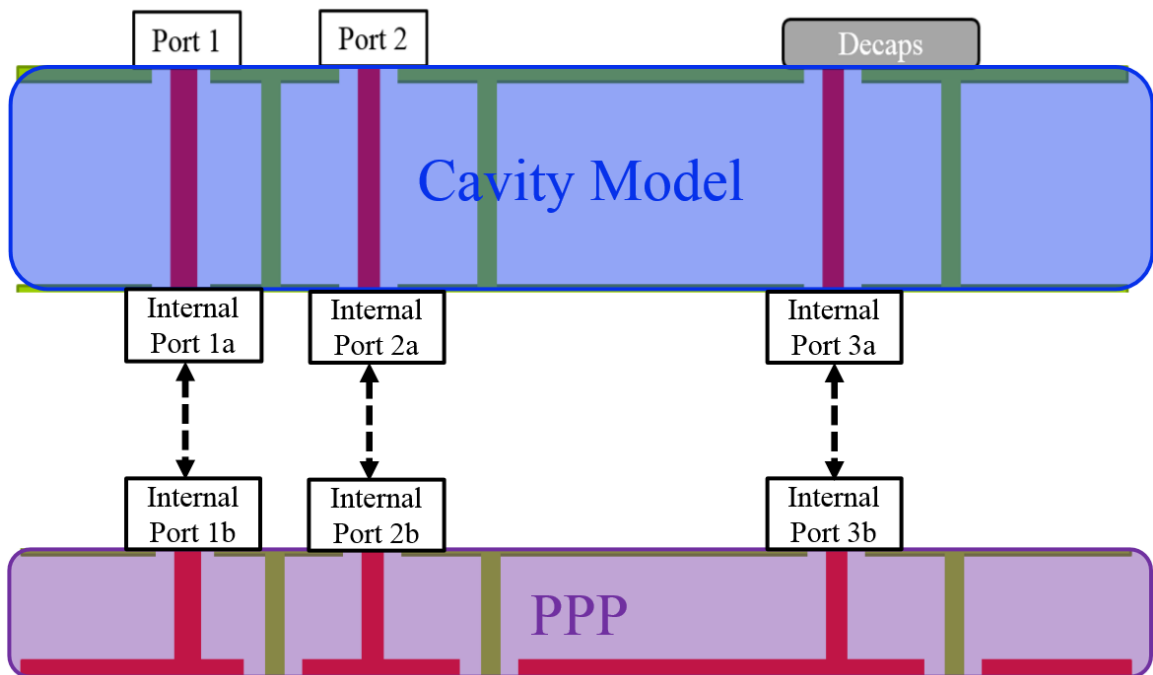 Port 1
Port 2
Decaps
Cavity Model
Internal
Port 1a
Internal
Port 2a
Internal
Port 3a
Internal
Port 1b
Internal
Port 2b
Internal
Port 3b
PPP